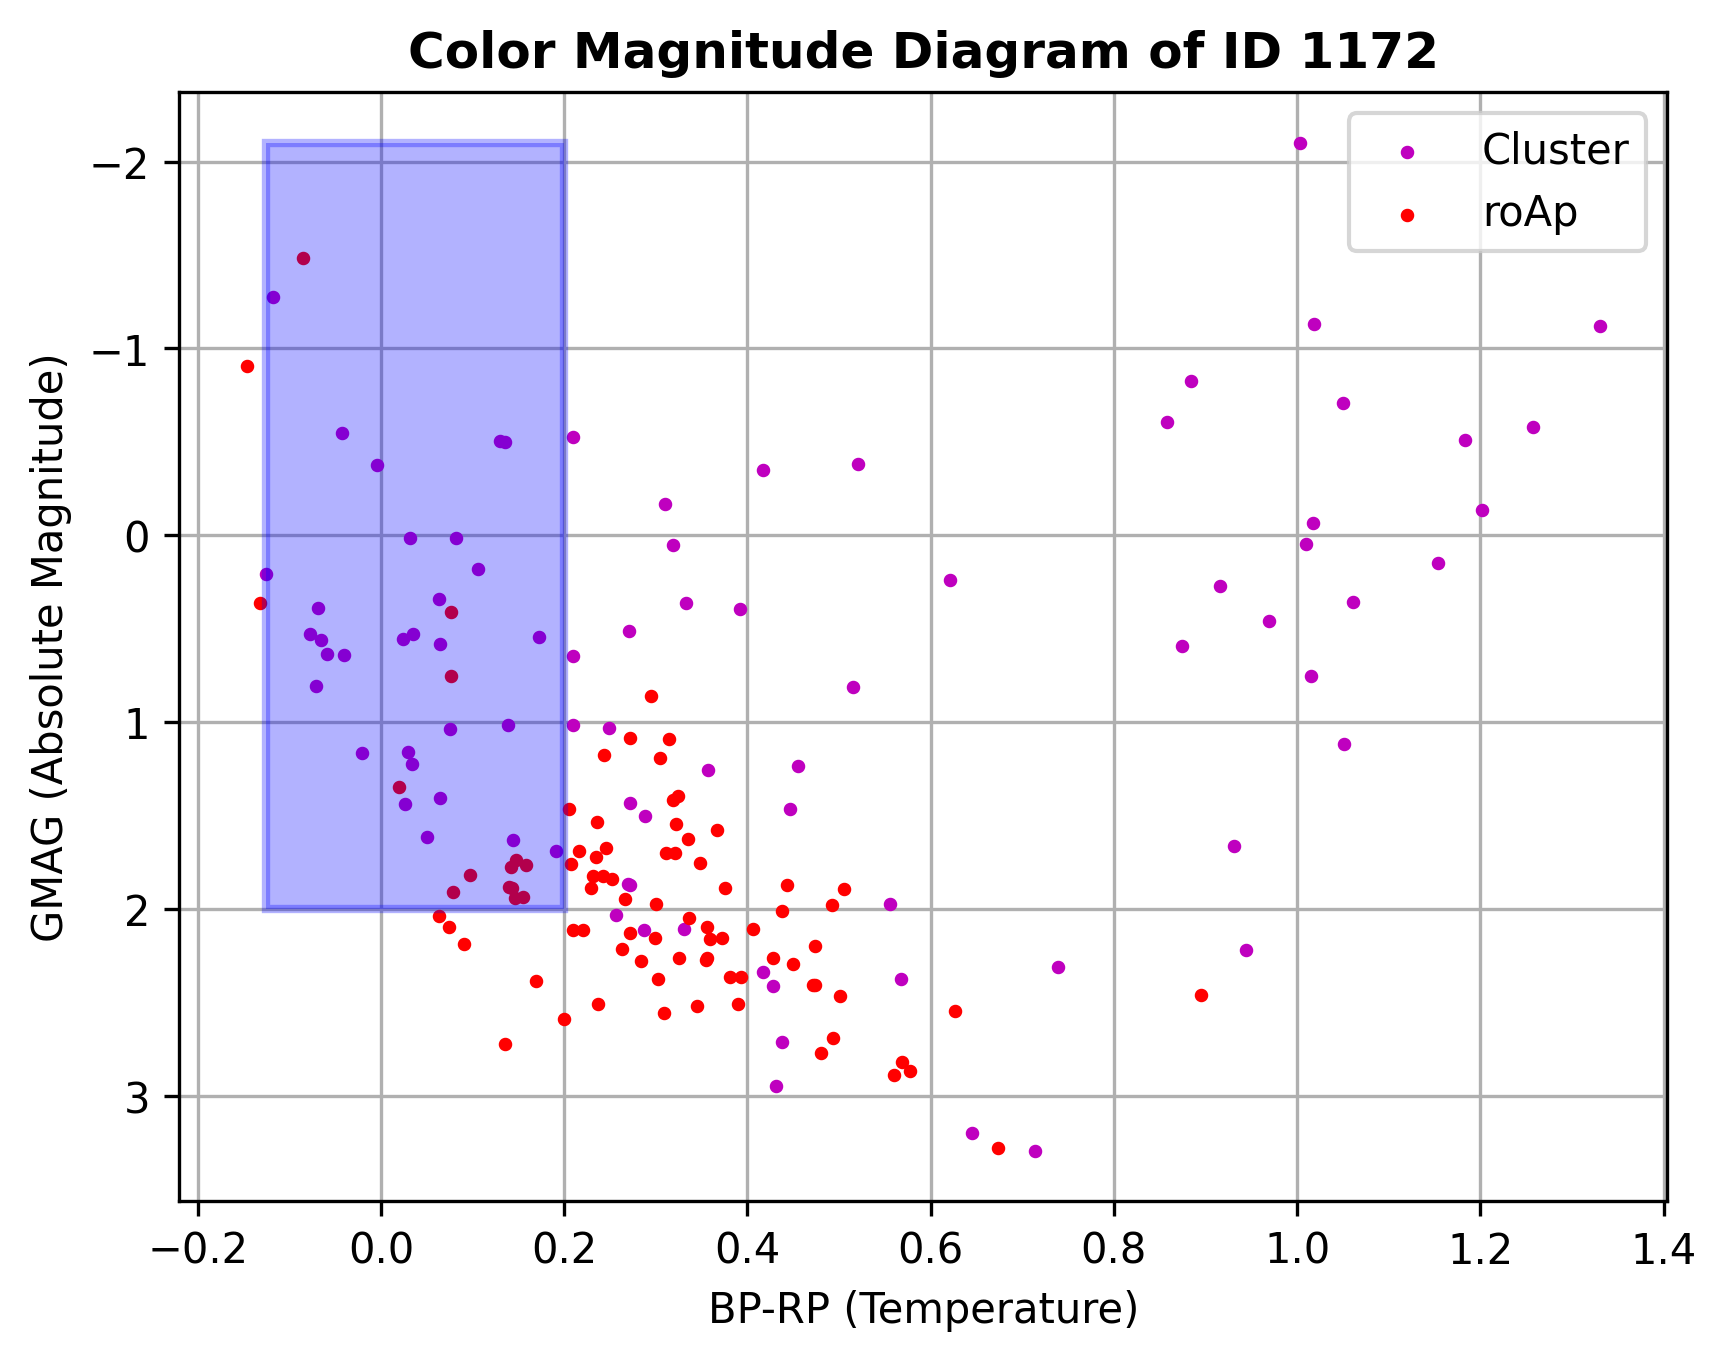 Color Magnitude Diagram of ID 1172
Cluster
roAp
GMAG (Absolute Magnitude)
−2
−1
0
1
2
3
−0.2 0.0 0.2 0.4 0.6 0.8 1.0 1.2 1.4
BP-RP (Temperature)